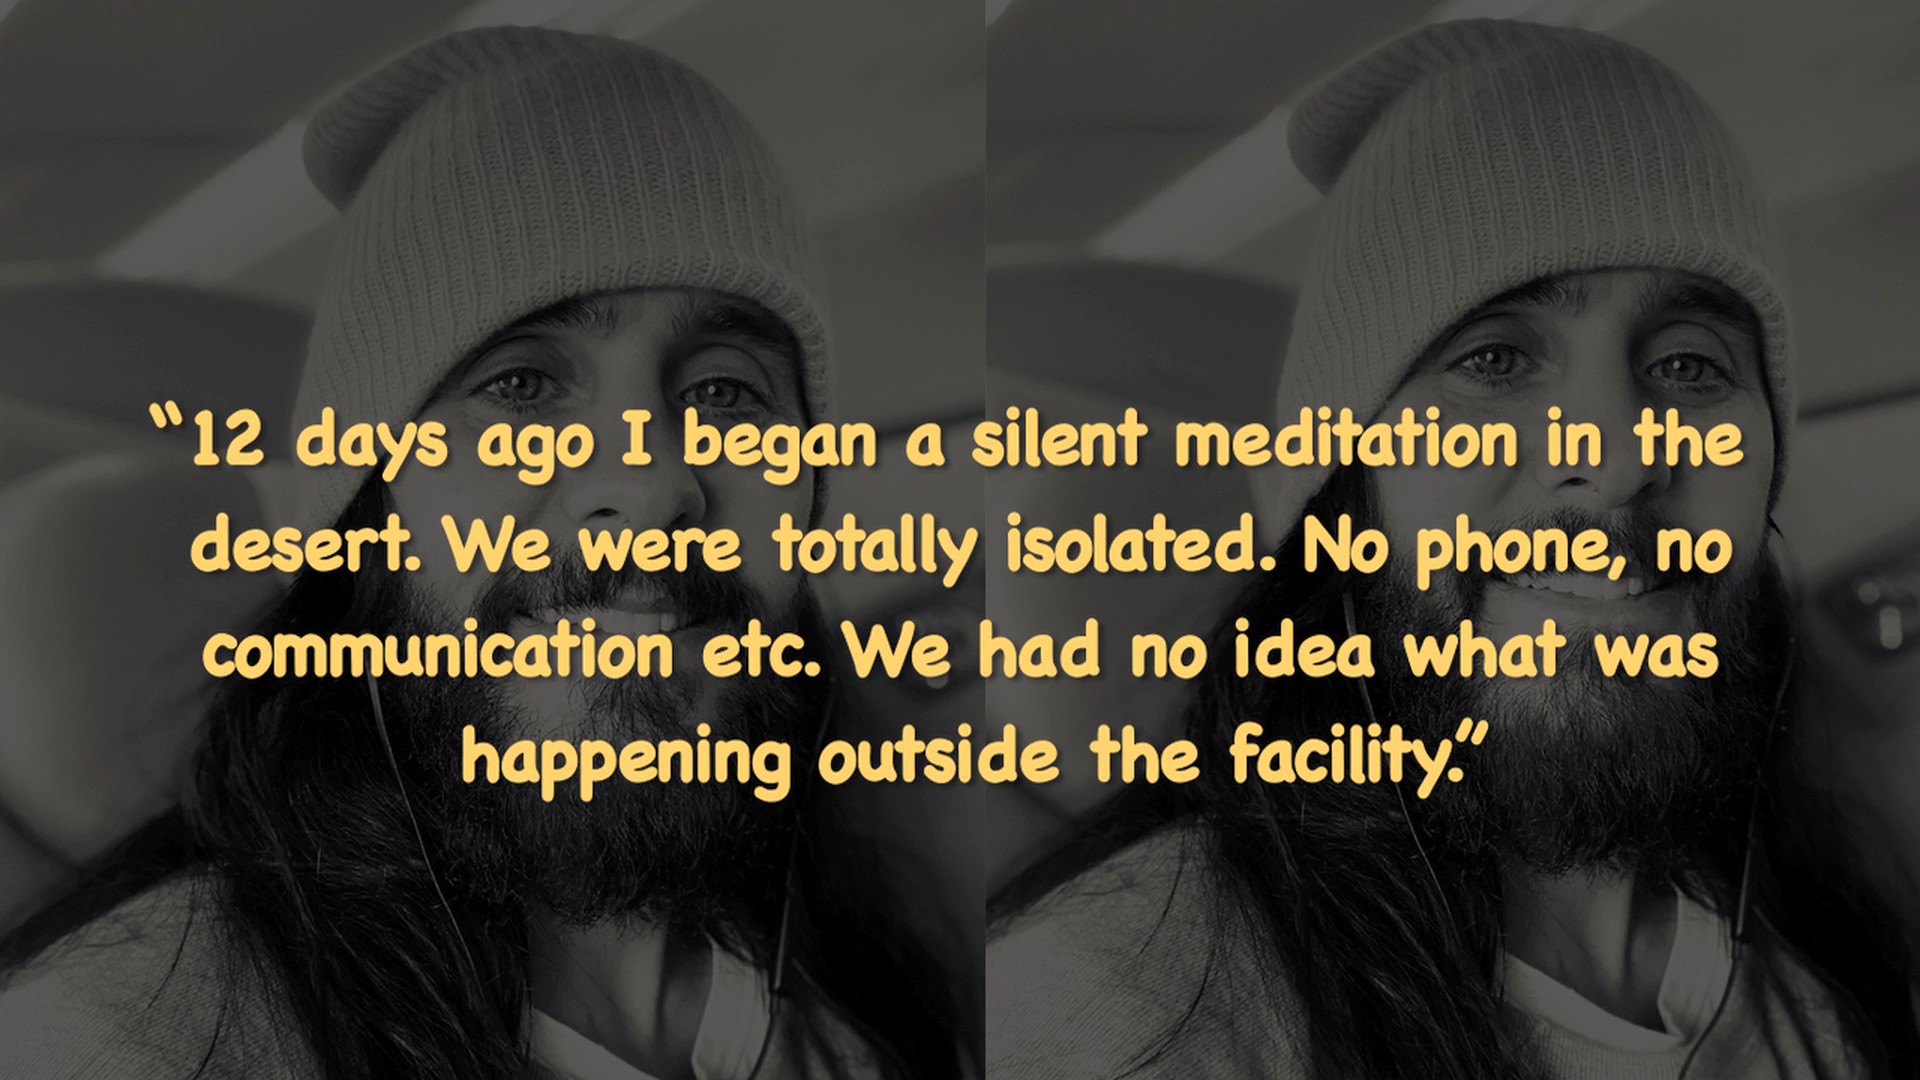 “12 days ago I began a silent meditation in the
desert. We were totally isolated. No phone, no
communication etc. We had no idea what was
happening outside the facility.”